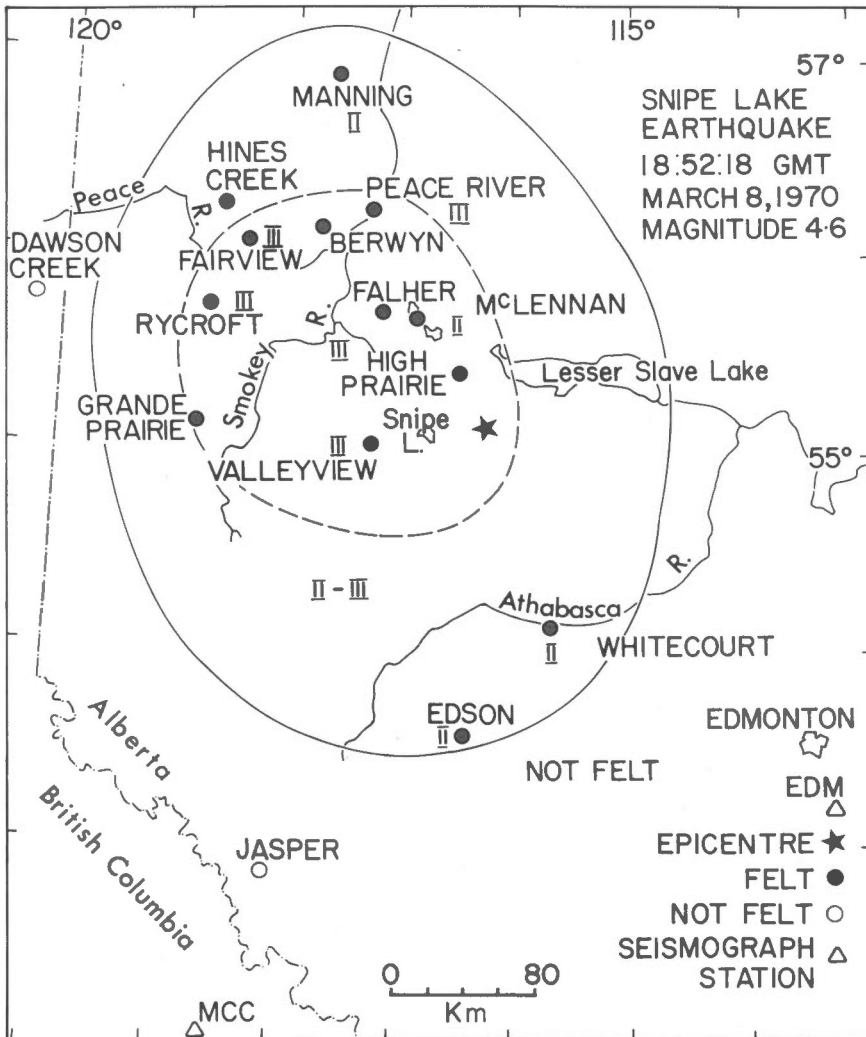 120°
115°
57°
MANNING
II
SNIPE LAKE
EARTHQUAKE
18:52:18 GMT
MARCH 8, 1970
MAGNITUDE 4·6
HINES
CREEK
Peace
R.
PEACE RIVER
III
DAWSON
CREEK
III
FAIRVIEW
BERWYN
III
RYCROFT
FALHER
McLENNAN
II
R.
Smokey
III
HIGH
PRAIRIE
Lesser Slave Lake
GRANDE
PRAIRIE
Snipe
L.
III
VALLEYVIEW
55°
II - III
R.
Athabasca
II
WHITECOURT
EDSON
II
EDMONTON
NOT FELT
Alberta
British Columbia
EDM
JASPER
EPICENTRE
FELT
NOT FELT
SEISMOGRAPH
STATION
0 80
Km
MCC